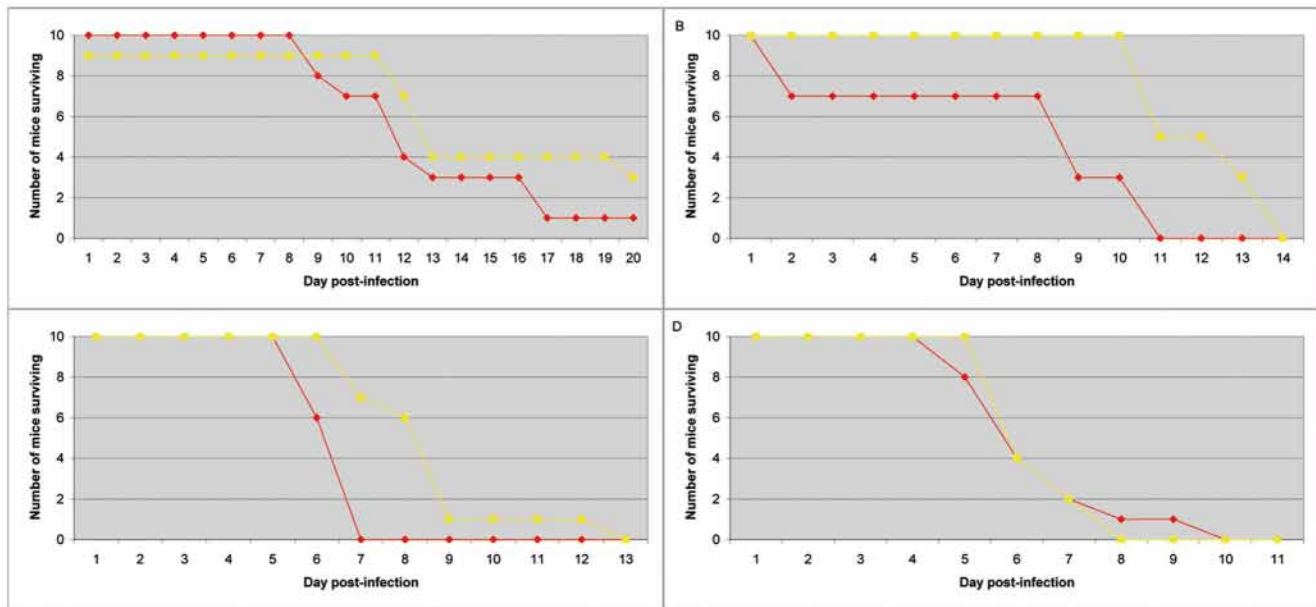 Number of mice surviving
10
8
6
4
2
0
1 2 3 4 5 6 7 8 9 10 11 12 13 14 15 16 17 18 19 20
Day post-infection
B
Number of mice surviving
10
8
6
4
2
0
1 2 3 4 5 6 7 8 9 10 11 12 13 14
Day post-infection
Number of mice surviving
10
8
6
4
2
0
1 2 3 4 5 6 7 8 9 10 11 12 13
Day post-infection
D
Number of mice surviving
10
8
6
4
2
0
1 2 3 4 5 6 7 8 9 10 11
Day post-infection